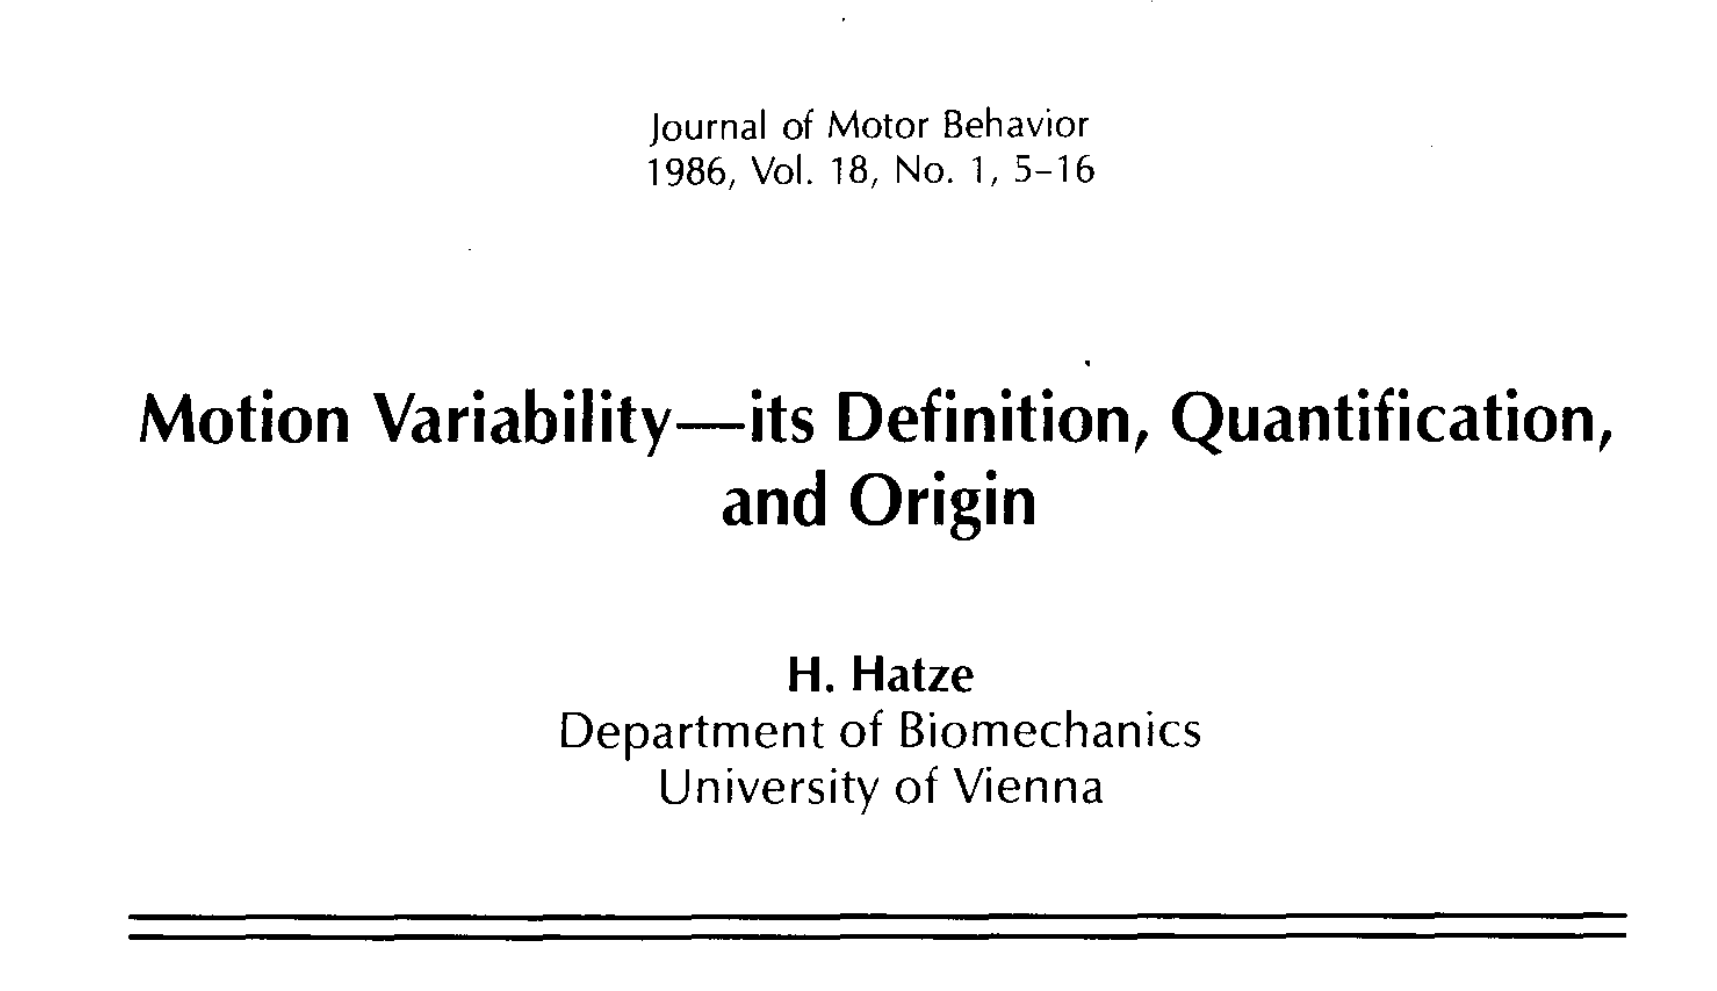 Journal of Motor Behavior
1986, Vol. 18, No. 1, 5–16
Motion Variability—its Definition, Quantification,
and Origin
H. Hatze
Department of Biomechanics
University of Vienna